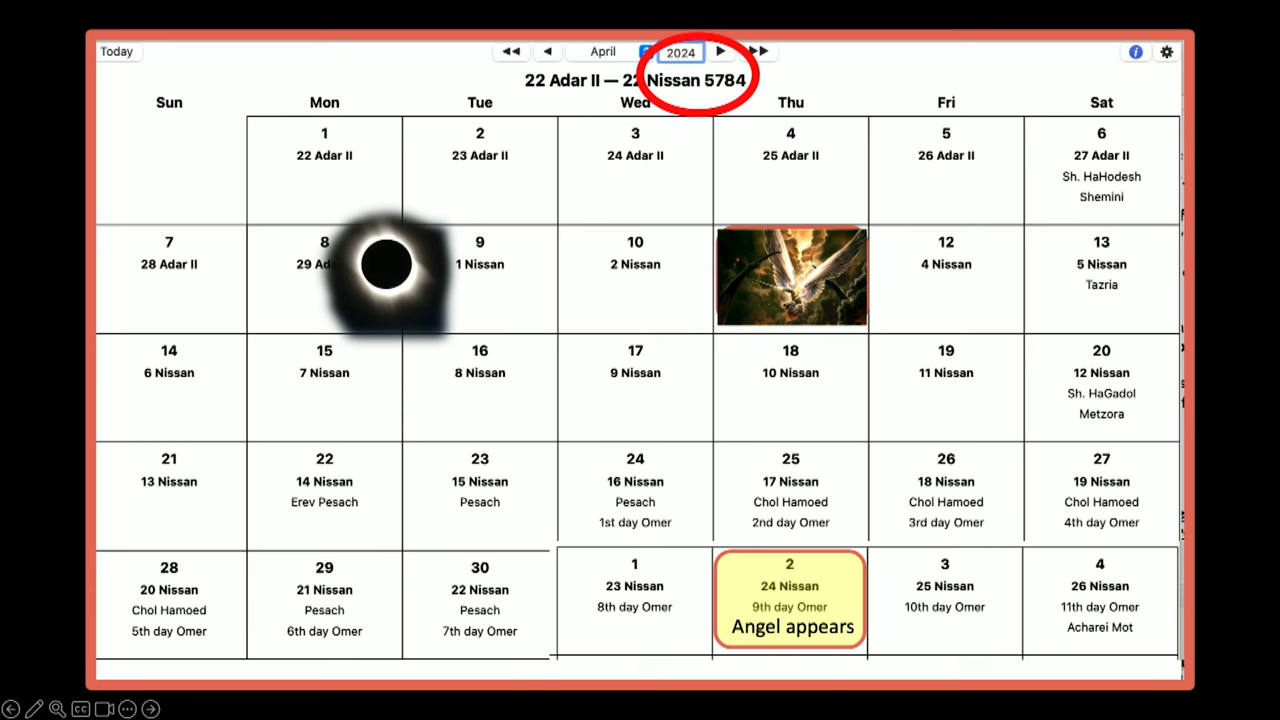 Today April 2024
22 Adar II — 22 Nissan 5784
Sun Mon Tue Wed Thu Fri Sat
1 2 3 4 5 6
22 Adar II 23 Adar II 24 Adar II 25 Adar II 26 Adar II 27 Adar II
Sh. HaHodesh
Shemini
7 8 9 10 12 13
28 Adar II 29 1 Nissan 2 Nissan 4 Nissan 5 Nissan
Tazria
14 15 16 17 18 19 20
6 Nissan 7 Nissan 8 Nissan 9 Nissan 10 Nissan 11 Nissan 12 Nissan
Sh. HaGadol
Metzora
21 22 23 24 25 26 27
13 Nissan 14 Nissan 15 Nissan 16 Nissan 17 Nissan 18 Nissan 19 Nissan
Erev Pesach Pesach Pesach Chol Hamoed Chol Hamoed Chol Hamoed
1st day Omer 2nd day Omer 3rd day Omer 4th day Omer
28 29 30 1 2 3 4
20 Nissan 21 Nissan 22 Nissan 23 Nissan 24 Nissan 25 Nissan 26 Nissan
Chol Hamoed Pesach Pesach 8th day Omer 9th day Omer 10th day Omer 11th day Omer
5th day Omer 6th day Omer 7th day Omer Angel appears Acharei Mot
CC